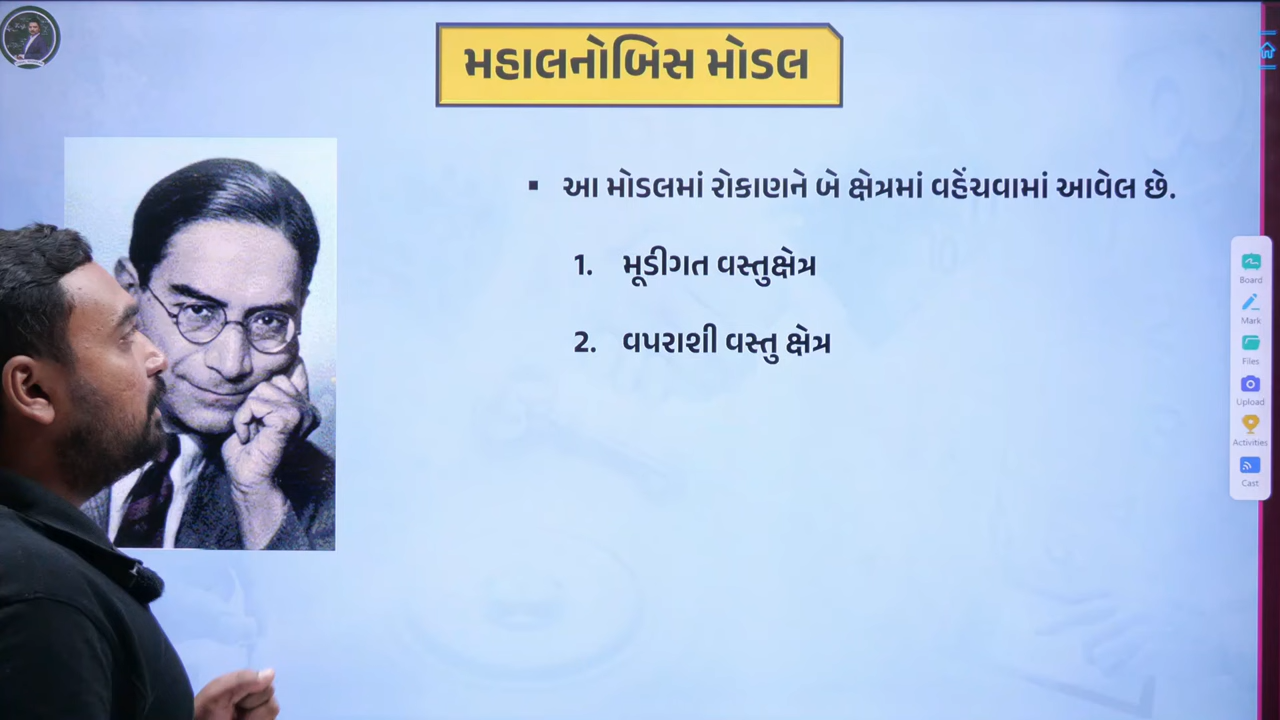 મહાલનોબિસ મોડલ
▪ આ મોડલમાં રોકાણને બે ક્ષેત્રમાં વહેંચવામાં આવેલ છે.
1. મૂડીગત વસ્તુક્ષેત્ર
2. વપરાશી વસ્તુ ક્ષેત્ર
Board
Mark
Files
Upload
Activities
Cast